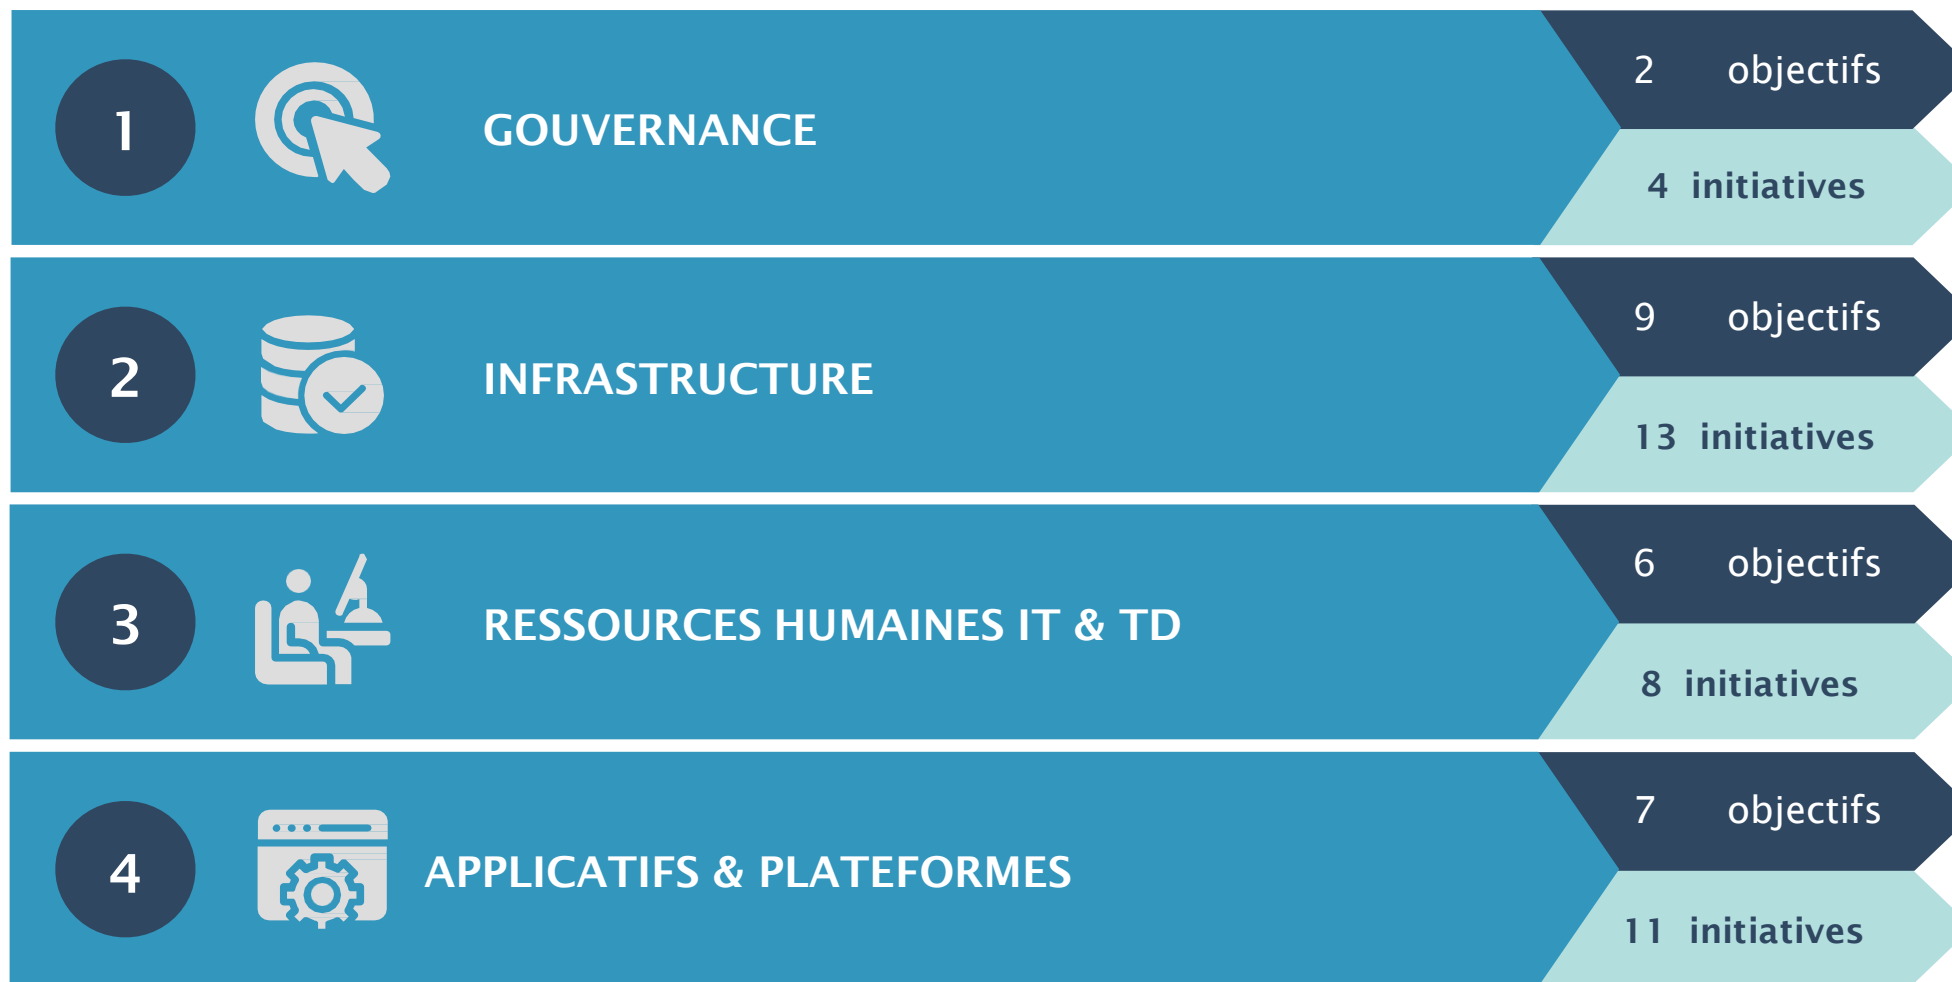 1
GOUVERNANCE
2 objectifs
4 initiatives
2
INFRASTRUCTURE
9 objectifs
13 initiatives
3
RESSOURCES HUMAINES IT & TD
6 objectifs
8 initiatives
4
APPLICATIFS & PLATEFORMES
7 objectifs
11 initiatives